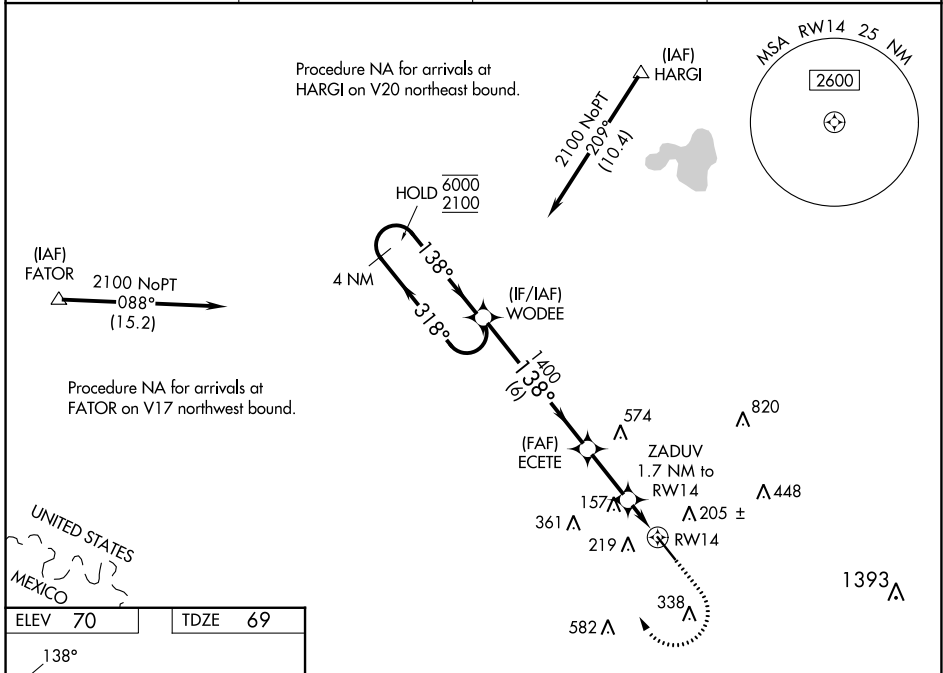 Procedure NA for arrivals at
HARGI on V20 northeast bound.
(IAF)
HARGI
2100 NoPT
209°
(10.4)
MSA RW14 25 NM
2600
HOLD 6000
2100
4 NM
138°
318°
(IF/IAF)
WODEE
(IAF)
FATOR
2100 NoPT
088°
(15.2)
Procedure NA for arrivals at
FATOR on V17 northwest bound.
1400
138°
(6)
(FAF)
ECETE
574
820
ZADUV
1.7 NM to
RW14
448
157
205 ±
361
219
RW14
UNITED STATES
MEXICO
1393
338
582
ELEV 70
TDZE 69
138°